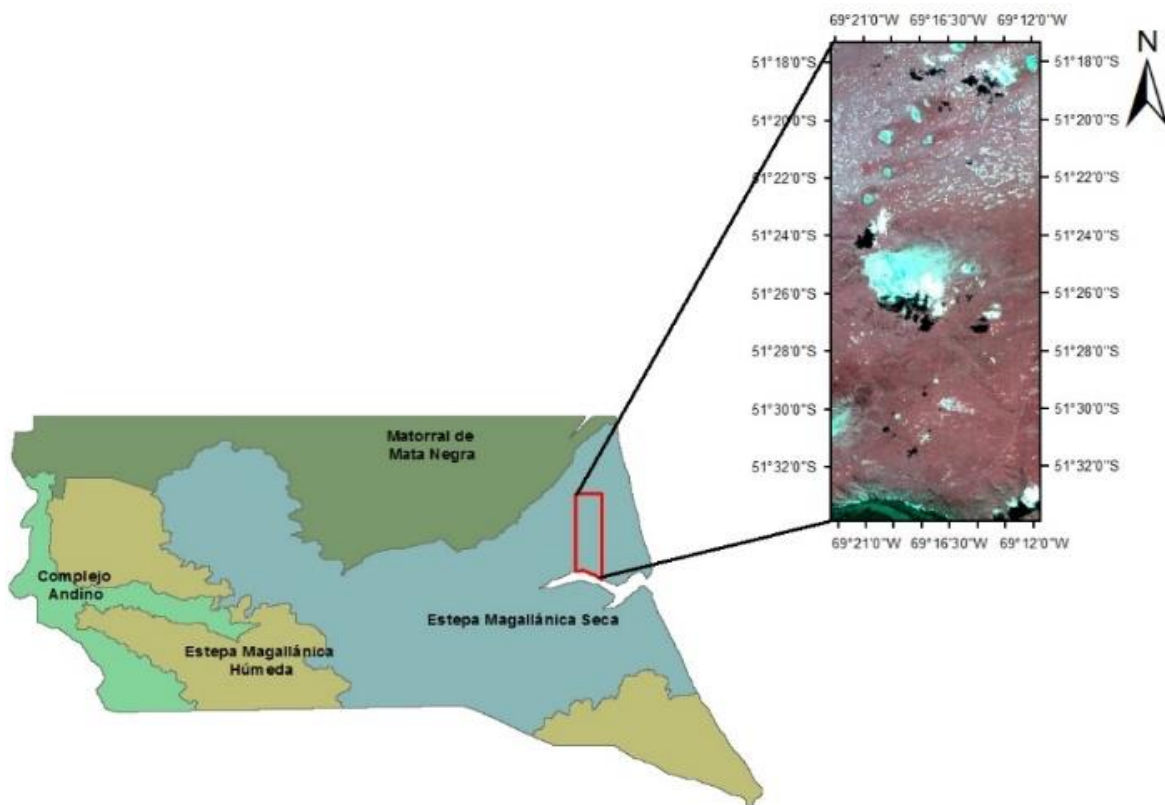 69°21'0"W 69°16'30"W 69°12'0"W
N
51°18'0"S 51°18'0"S
51°20'0"S 51°20'0"S
51°22'0"S 51°22'0"S
51°24'0"S 51°24'0"S
51°26'0"S 51°26'0"S
51°28'0"S 51°28'0"S
51°30'0"S 51°30'0"S
51°32'0"S 51°32'0"S
69°21'0"W 69°16'30"W 69°12'0"W
Matorral de
Mata Negra
Complejo
Andino
Estepa Magallánica Seca
Estepa Magallánica
Húmeda